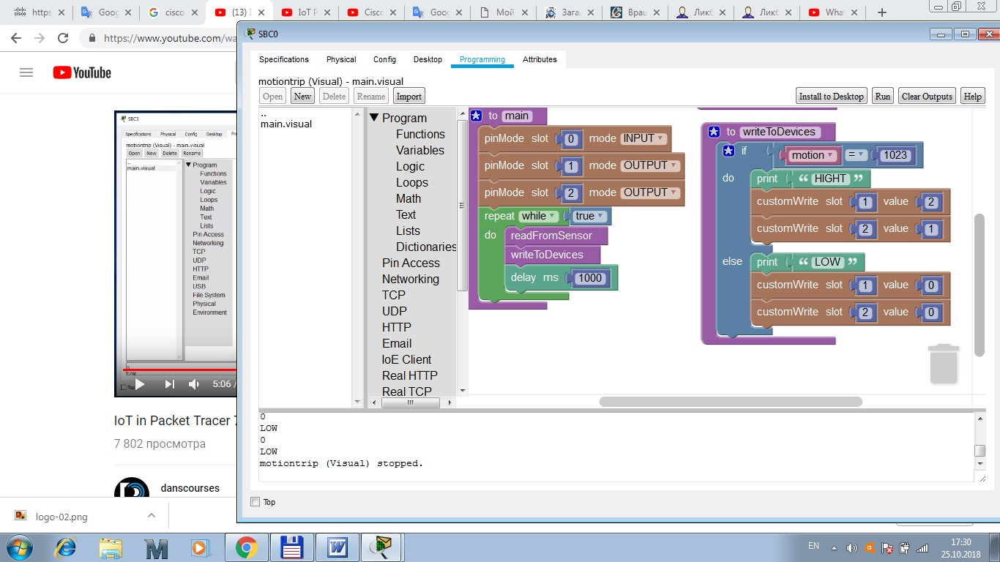 https
Goog
cisco
(13) I
IoT P
Cisco
Goog
Мой
Загал
Вращ
Ликб
Ликб
What
https://www.youtube.com/wa
YouTube
SBC0
Specifications Physical Config Desktop Programming Attributes
motiontrip (Visual) - main.visual
Open New Delete Rename Import Install to Desktop Run Clear Outputs Help
..
main.visual
Program
Functions
Variables
Logic
Loops
Math
Text
Lists
Dictionaries
Pin Access
Networking
TCP
UDP
HTTP
Email
IoE Client
Real HTTP
Real TCP
to main
pinMode slot 0 mode INPUT
pinMode slot 1 mode OUTPUT
pinMode slot 2 mode OUTPUT
repeat while true
do readFromSensor
writeToDevices
delay ms 1000
to writeToDevices
if motion = 1023
do print “ HIGHT ”
customWrite slot 1 value 2
customWrite slot 2 value 1
else print “ LOW ”
customWrite slot 1 value 0
customWrite slot 2 value 0
0
LOW
0
LOW
motiontrip (Visual) stopped.
Top
SBC3
Specifications Physical Config Desktop
motiontrip (Visual) - main.visual
Open New Delete Rename
..
main.visual
Program
Functions
Variables
Logic
Loops
Math
Text
Lists
Pin Access
Networking
TCP
UDP
HTTP
Email
USB
File System
Physical
Environment
5:06 /
IoT in Packet Tracer 7
7 802 просмотра
danscourses
logo-02.png
EN
17:30
25.10.2018